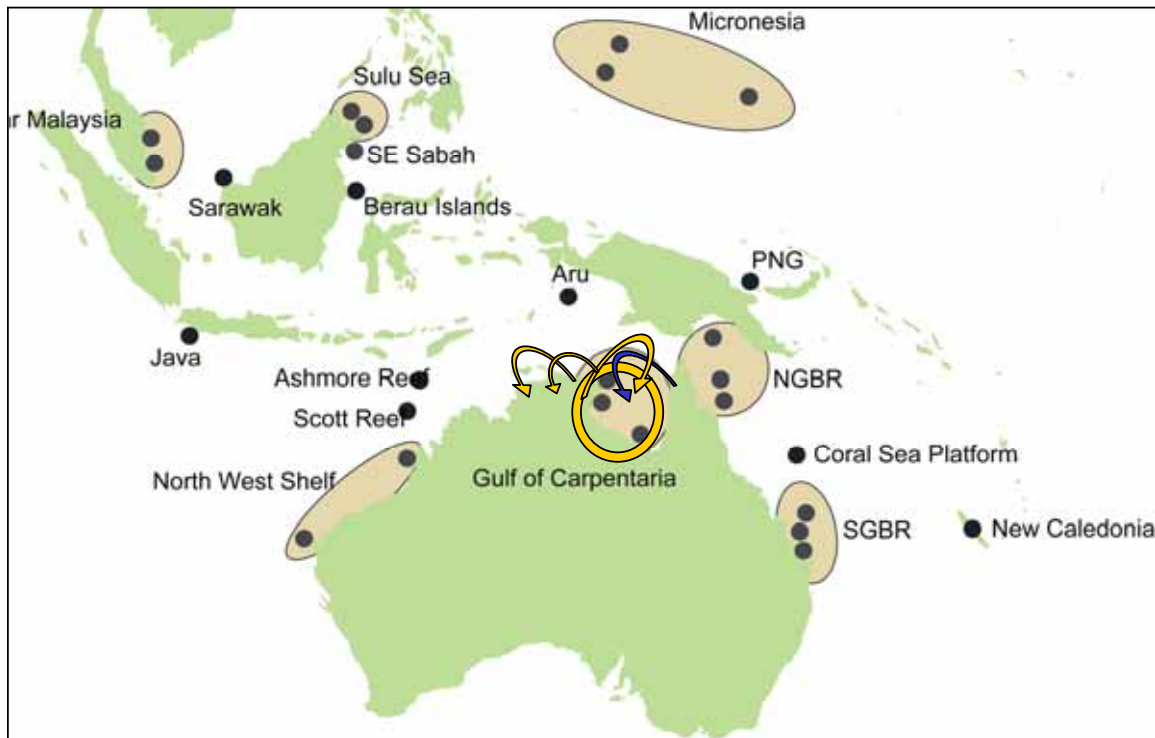 Micronesia
Sulu Sea
ar Malaysia
SE Sabah
Sarawak
Berau Islands
PNG
Aru
Java
Ashmore Reef
NGBR
Scott Reef
Coral Sea Platform
North West Shelf
Gulf of Carpentaria
SGBR
New Caledonia